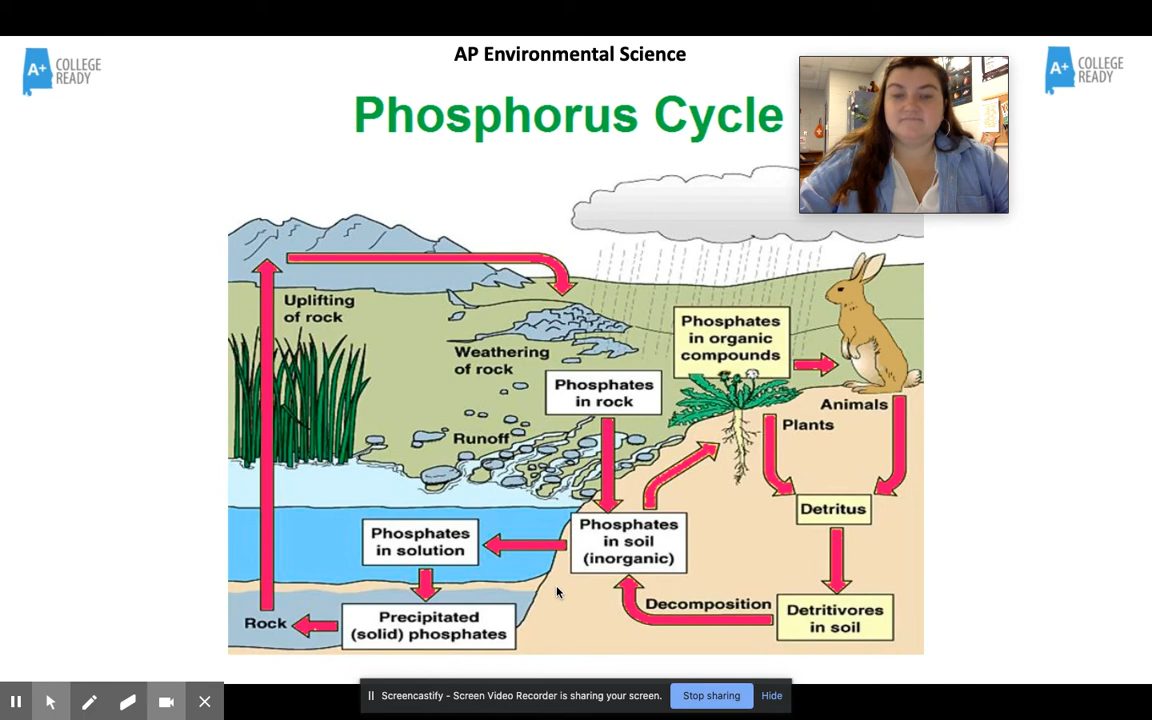 AP Environmental Science
A+ COLLEGE
READY
A+ COLLEGE
READY
Phosphorus Cycle
Uplifting
of rock
Weathering
of rock
Phosphates
in organic
compounds
Phosphates
in rock
Animals
Plants
Runoff
Detritus
Phosphates
in soil
(inorganic)
Phosphates
in solution
Decomposition
Detritivores
in soil
Precipitated
(solid) phosphates
Rock
Screencastify - Screen Video Recorder is sharing your screen.
Stop sharing
Hide